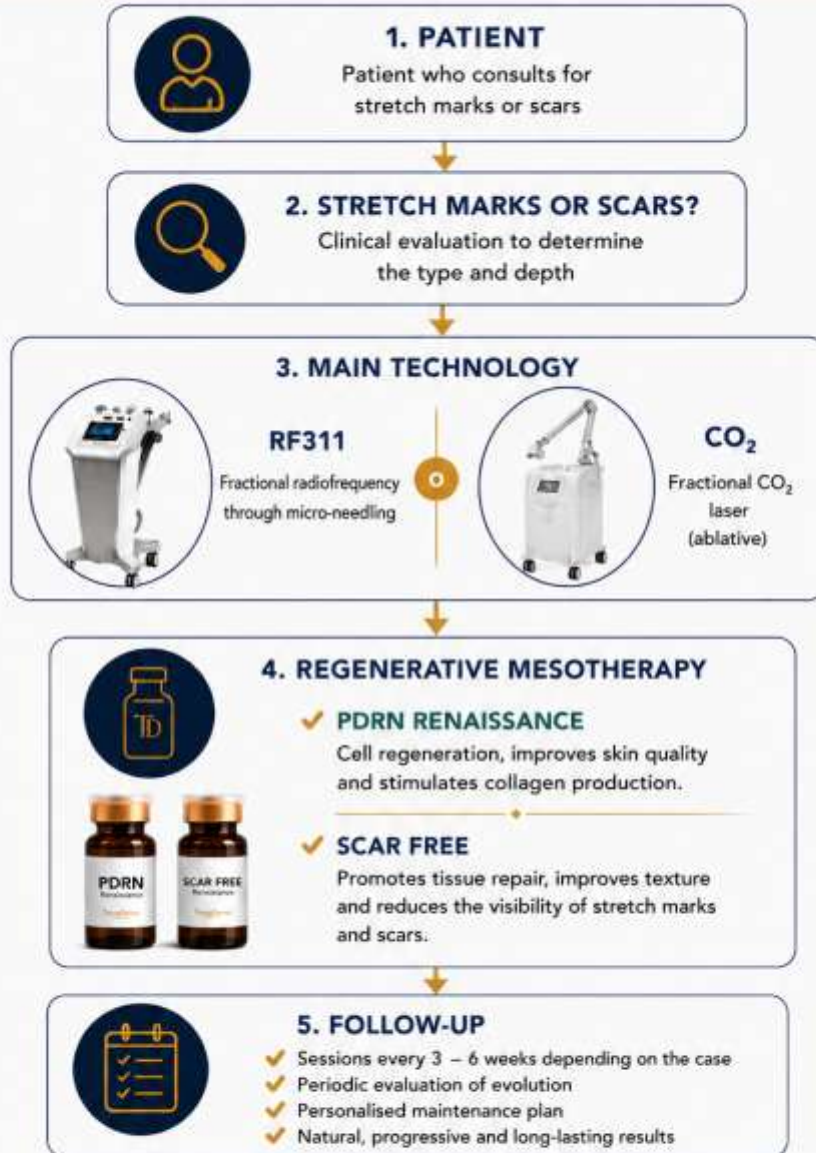 1. PATIENT
Patient who consults for
stretch marks or scars
2. STRETCH MARKS OR SCARS?
Clinical evaluation to determine
the type and depth
3. MAIN TECHNOLOGY
RF311
Fractional radiofrequency
through micro-needling
CO₂
Fractional CO₂
laser
(ablative)
4. REGENERATIVE MESOTHERAPY
TD
PDRN RENAISSANCE
Cell regeneration, improves skin quality
and stimulates collagen production.
PDRN
Renaissance
SCAR FREE
Renaissance
SCAR FREE
Promotes tissue repair, improves texture
and reduces the visibility of stretch marks
and scars.
5. FOLLOW-UP
Sessions every 3 – 6 weeks depending on the case
Periodic evaluation of evolution
Personalised maintenance plan
Natural, progressive and long-lasting results